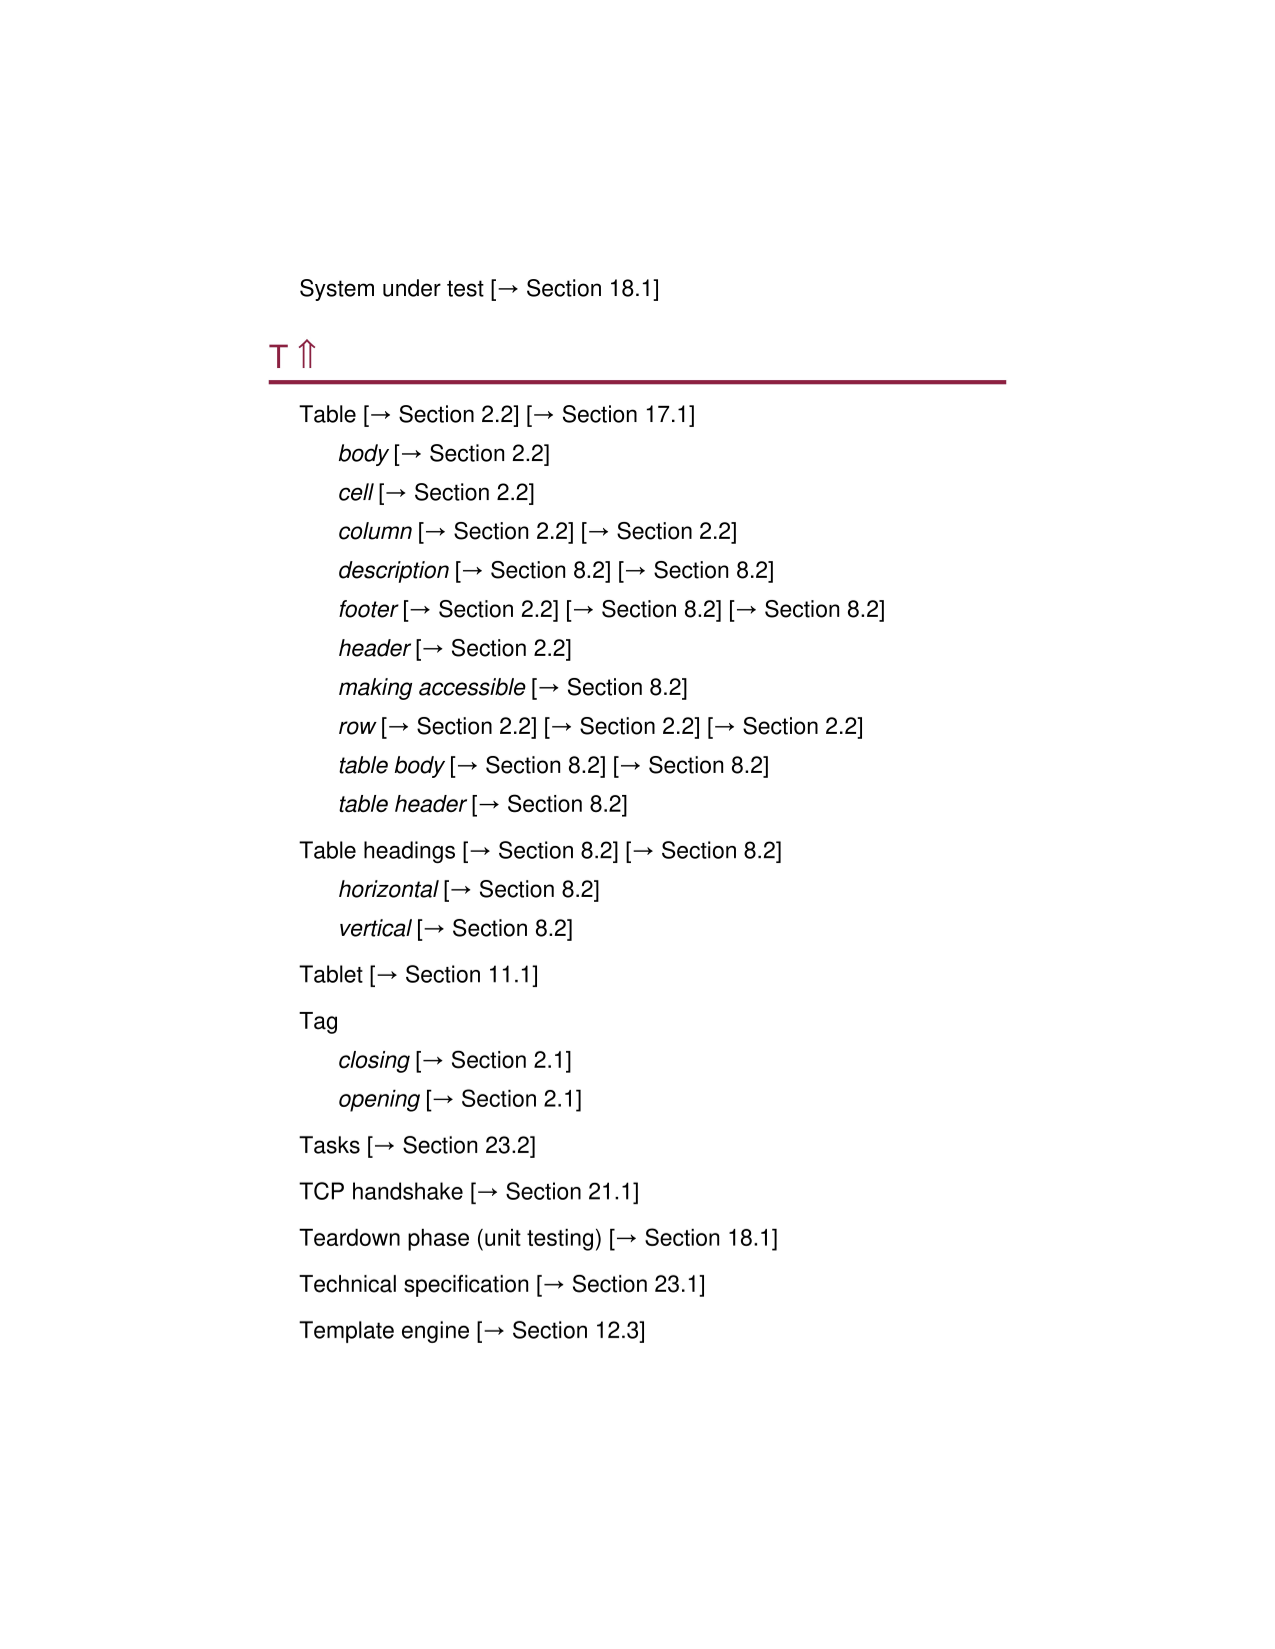 System under test [→ Section 18.1]
T ⇑
Table [→ Section 2.2] [→ Section 17.1]
body [→ Section 2.2]
cell [→ Section 2.2]
column [→ Section 2.2] [→ Section 2.2]
description [→ Section 8.2] [→ Section 8.2]
footer [→ Section 2.2] [→ Section 8.2] [→ Section 8.2]
header [→ Section 2.2]
making accessible [→ Section 8.2]
row [→ Section 2.2] [→ Section 2.2] [→ Section 2.2]
table body [→ Section 8.2] [→ Section 8.2]
table header [→ Section 8.2]
Table headings [→ Section 8.2] [→ Section 8.2]
horizontal [→ Section 8.2]
vertical [→ Section 8.2]
Tablet [→ Section 11.1]
Tag
closing [→ Section 2.1]
opening [→ Section 2.1]
Tasks [→ Section 23.2]
TCP handshake [→ Section 21.1]
Teardown phase (unit testing) [→ Section 18.1]
Technical specification [→ Section 23.1]
Template engine [→ Section 12.3]